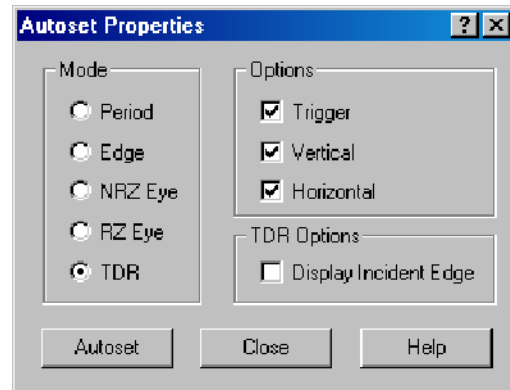 Autoset Properties
Mode
Period
Edge
NRZ Eye
RZ Eye
TDR
Options
Trigger
Vertical
Horizontal
TDR Options
Display Incident Edge
Autoset
Close
Help